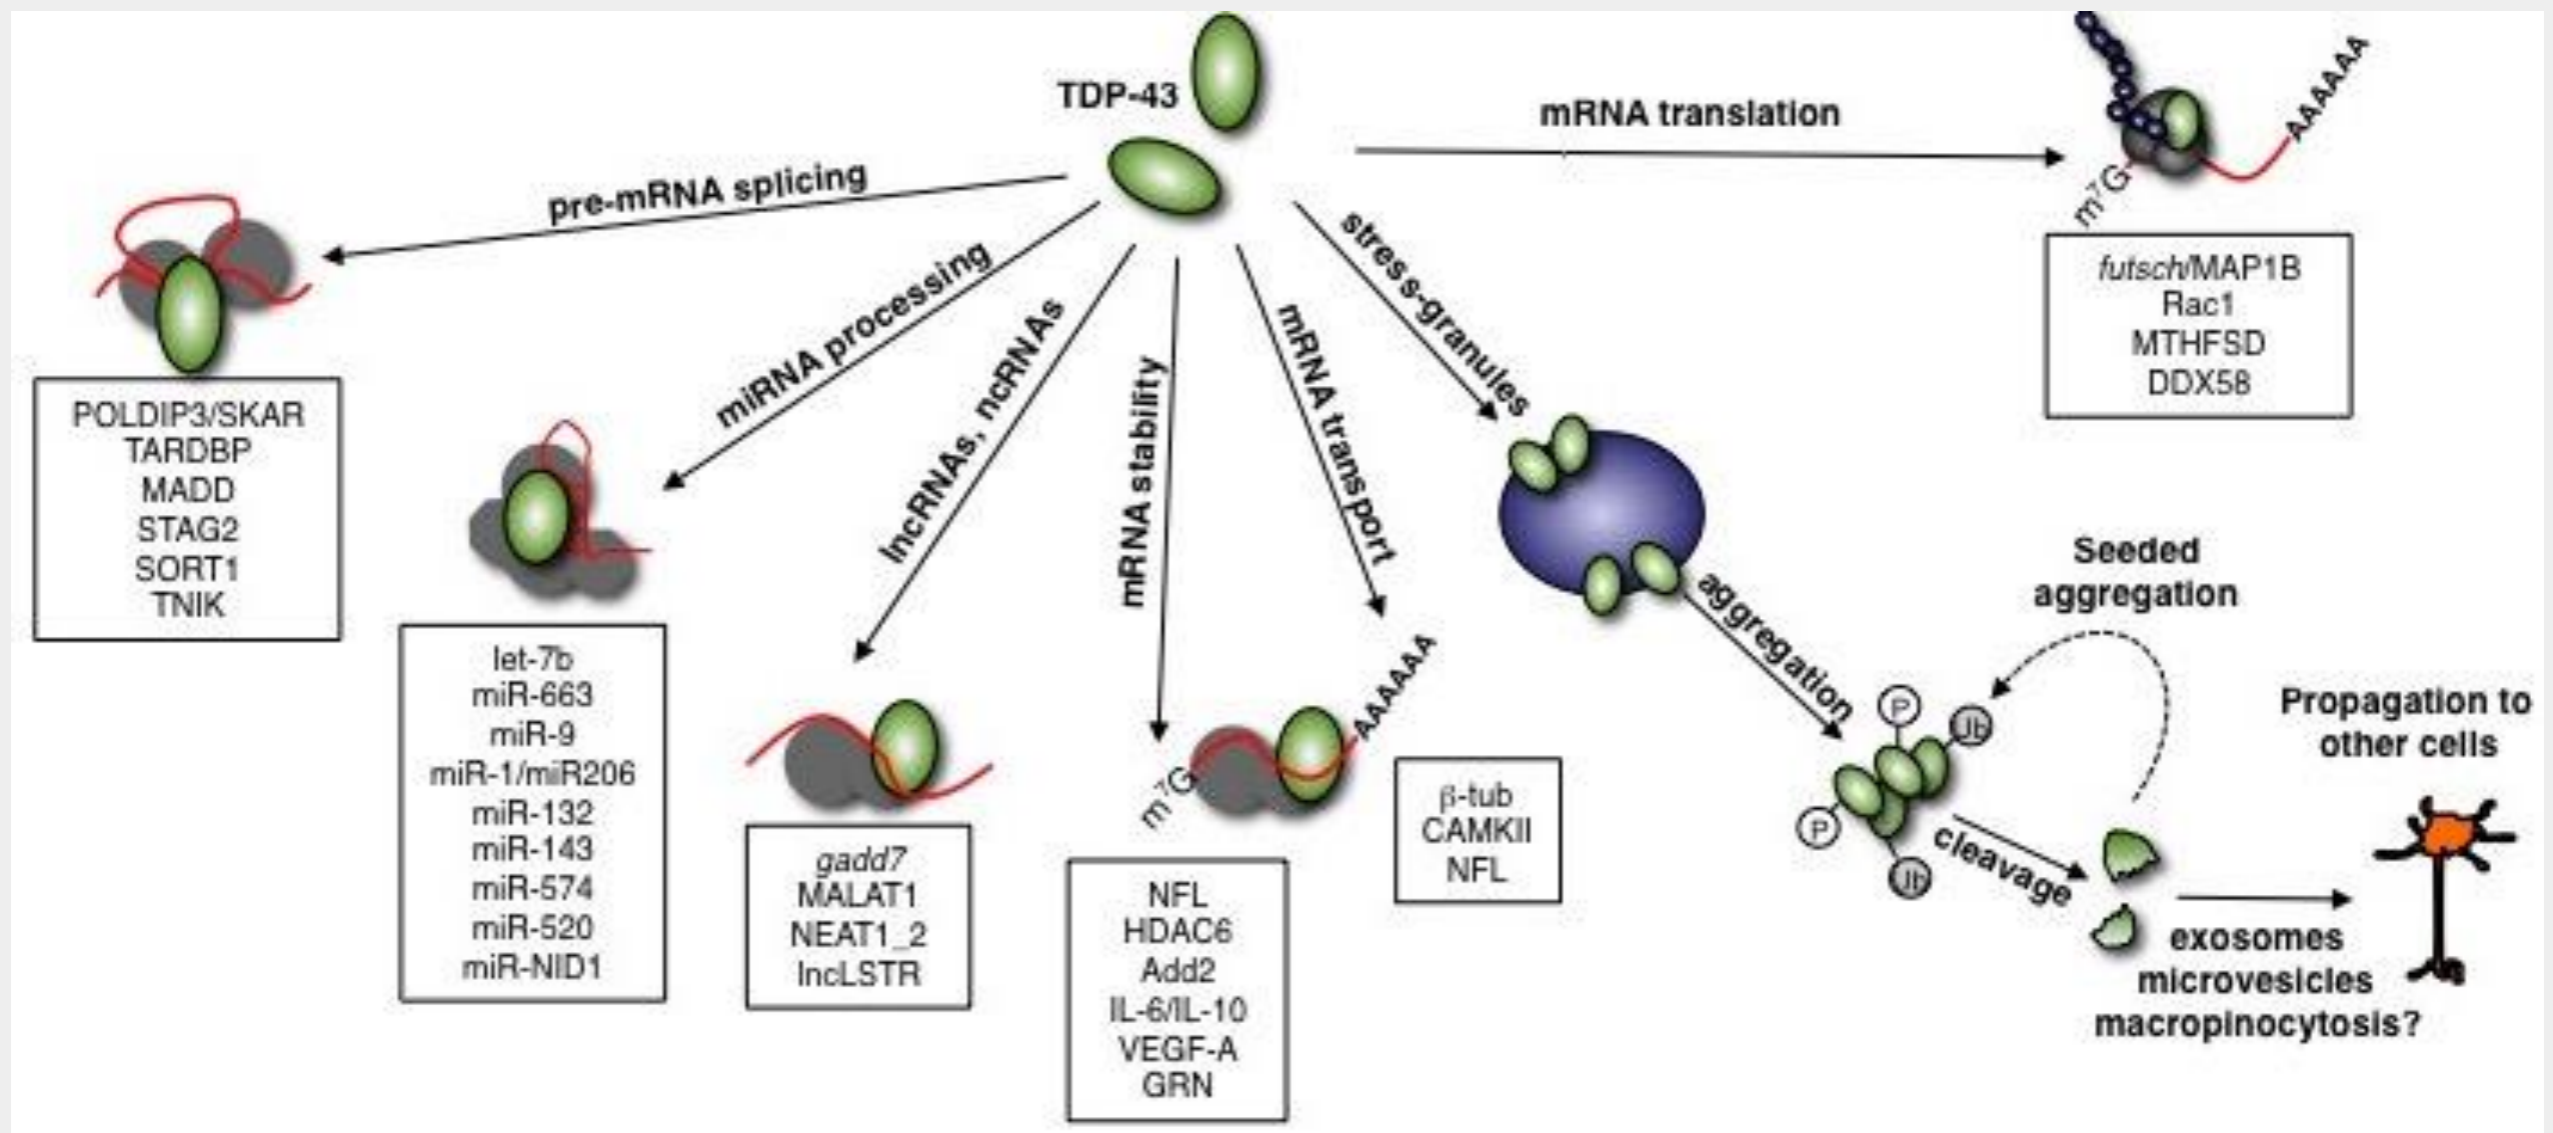 TDP-43
mRNA translation
AAAAAA
m⁷G
futsch/MAP1B
Rac1
MTHFSD
DDX58
pre-mRNA splicing
POLDIP3/SKAR
TARDBP
MADD
STAG2
SORT1
TNIK
miRNA processing
let-7b
miR-663
miR-9
miR-1/miR206
miR-132
miR-143
miR-574
miR-520
miR-NID1
lncRNAs, ncRNAs
gadd7
MALAT1
NEAT1_2
lncLSTR
mRNA stability
m⁷G
AAAAAA
NFL
HDAC6
Add2
IL-6/IL-10
VEGF-A
GRN
mRNA transport
β-tub
CAMKII
NFL
stress-granules
aggregation
P
Ub
P
Ub
Seeded
aggregation
cleavage
Propagation to
other cells
exosomes
microvesicles
macropinocytosis?